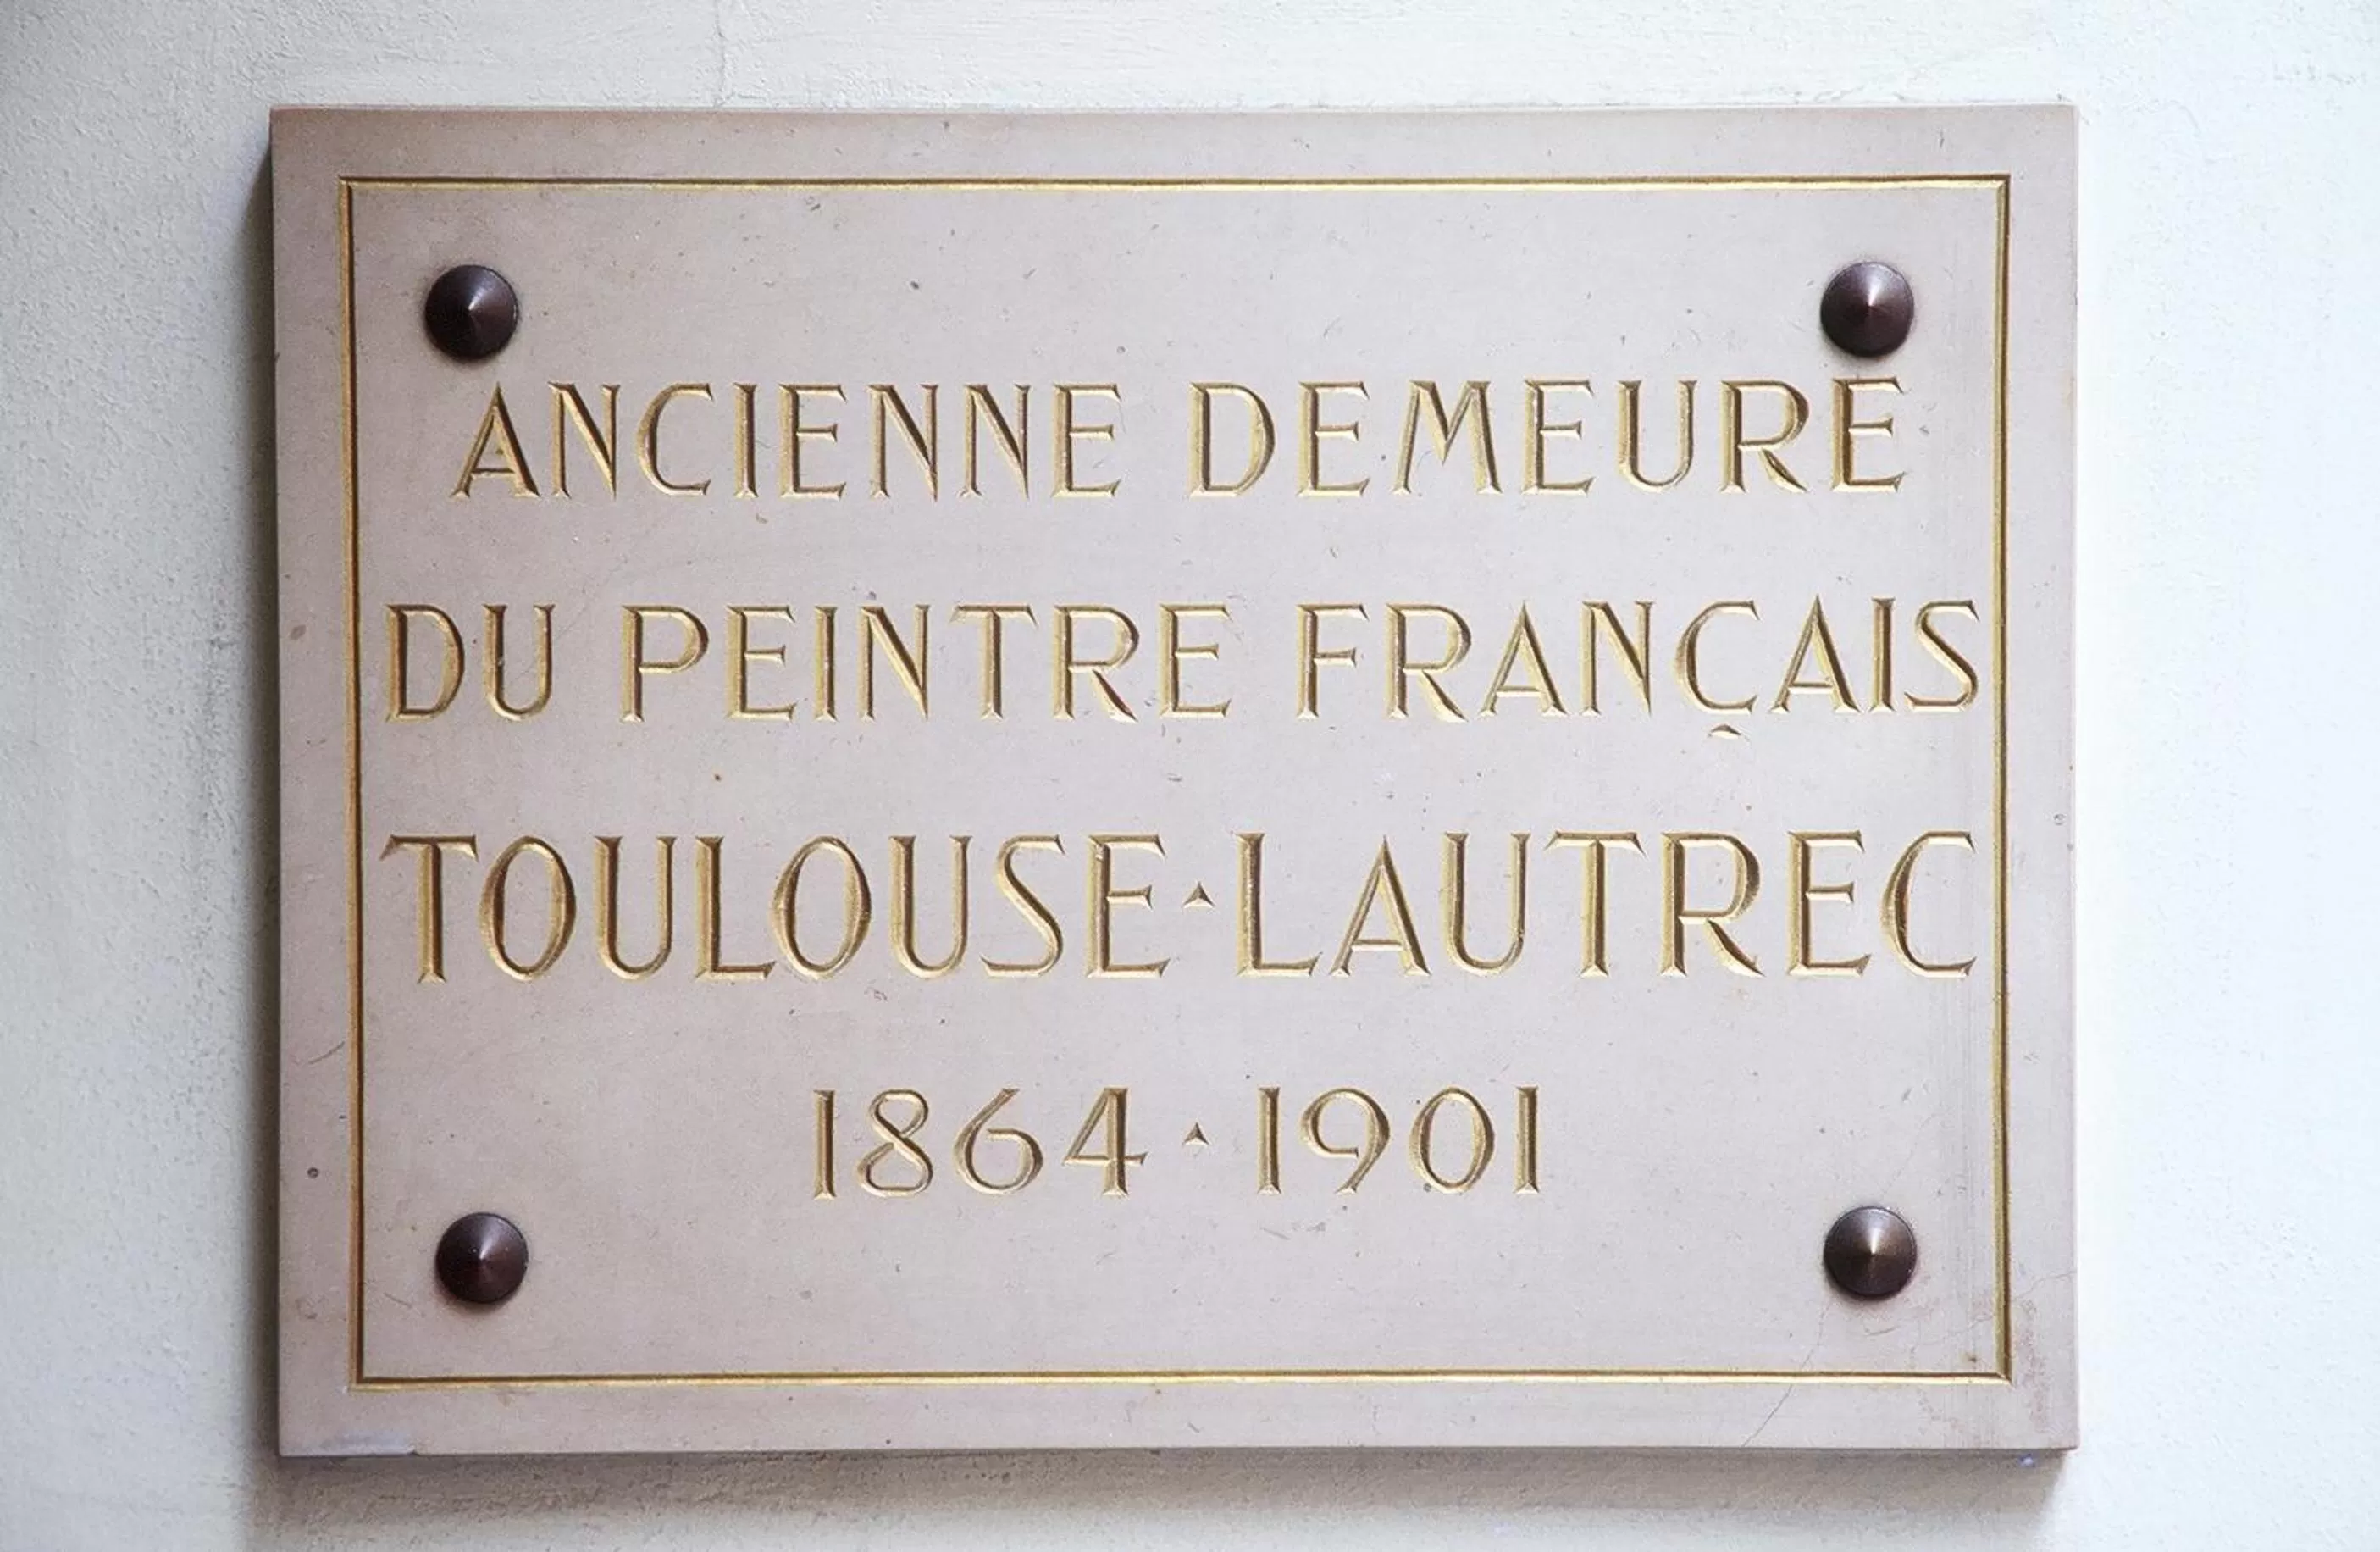 ANCIENNE DEMEURE
DU PEINTRE FRANÇAIS
TOULOUSE·LAUTREC
1864·1901